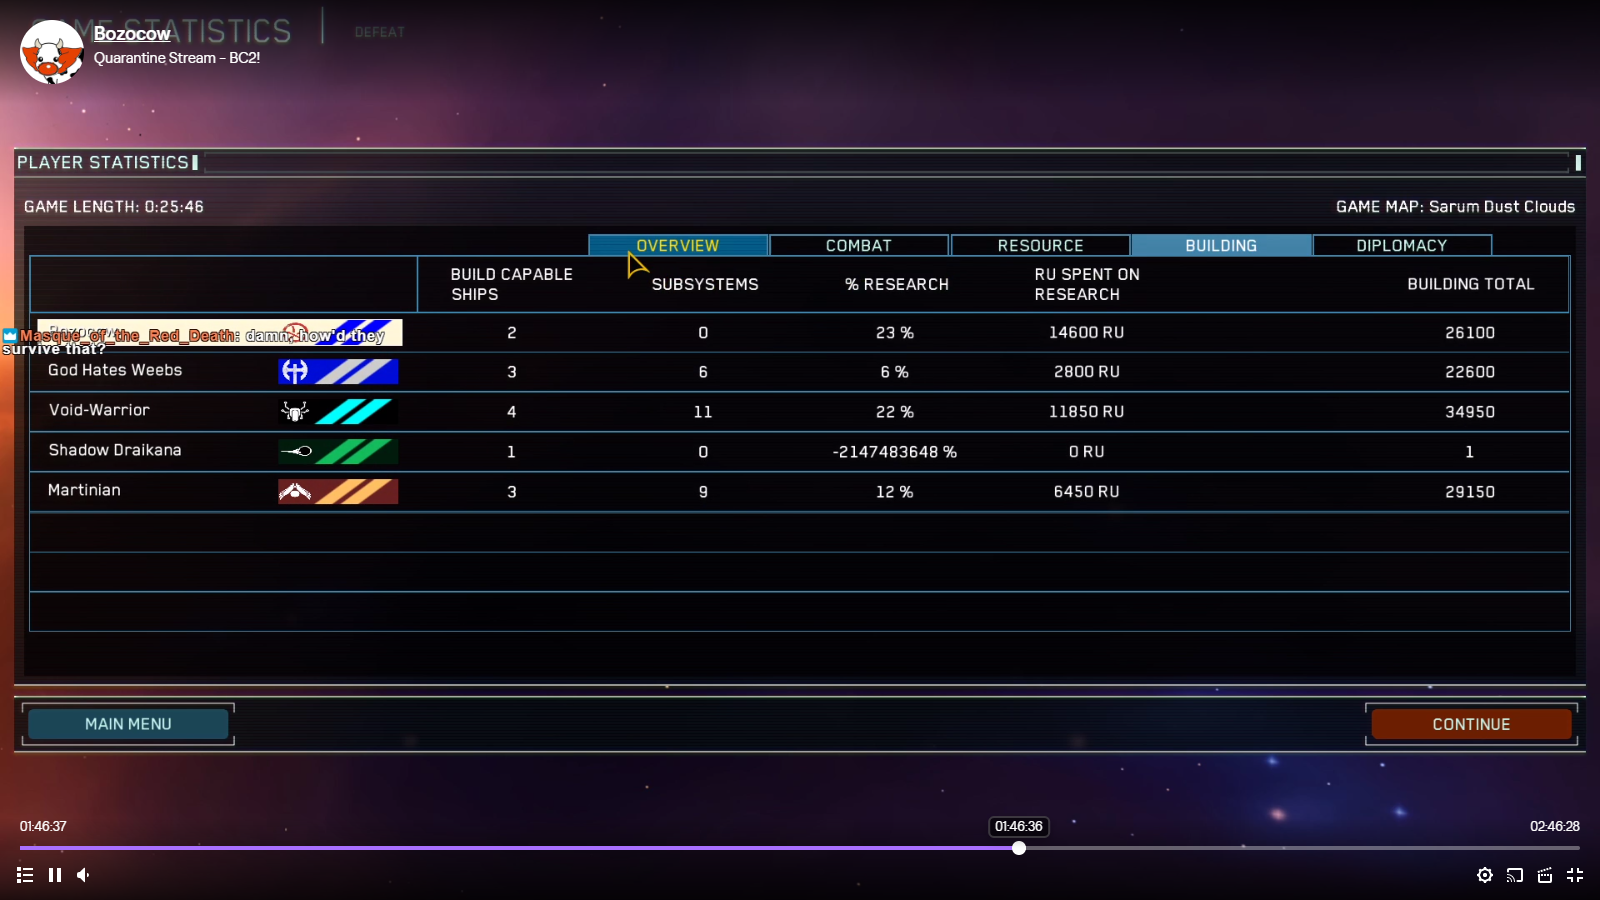 GAME STATISTICS
DEFEAT
Bozocow
Quarantine Stream - BC2!
PLAYER STATISTICS
GAME LENGTH: 0:25:46
GAME MAP: Sarum Dust Clouds
OVERVIEW COMBAT RESOURCE BUILDING DIPLOMACY
BUILD CAPABLE SHIPS SUBSYSTEMS % RESEARCH RU SPENT ON RESEARCH BUILDING TOTAL
Bozocow 2 0 23 % 14600 RU 26100
Masque_of_the_Red_Death: damn, how'd they
survive that?
God Hates Weebs 3 6 6 % 2800 RU 22600
Void-Warrior 4 11 22 % 11850 RU 34950
Shadow Draikana 1 0 -2147483648 % 0 RU 1
Martinian 3 9 12 % 6450 RU 29150
MAIN MENU
CONTINUE
01:46:37
01:46:36
02:46:28